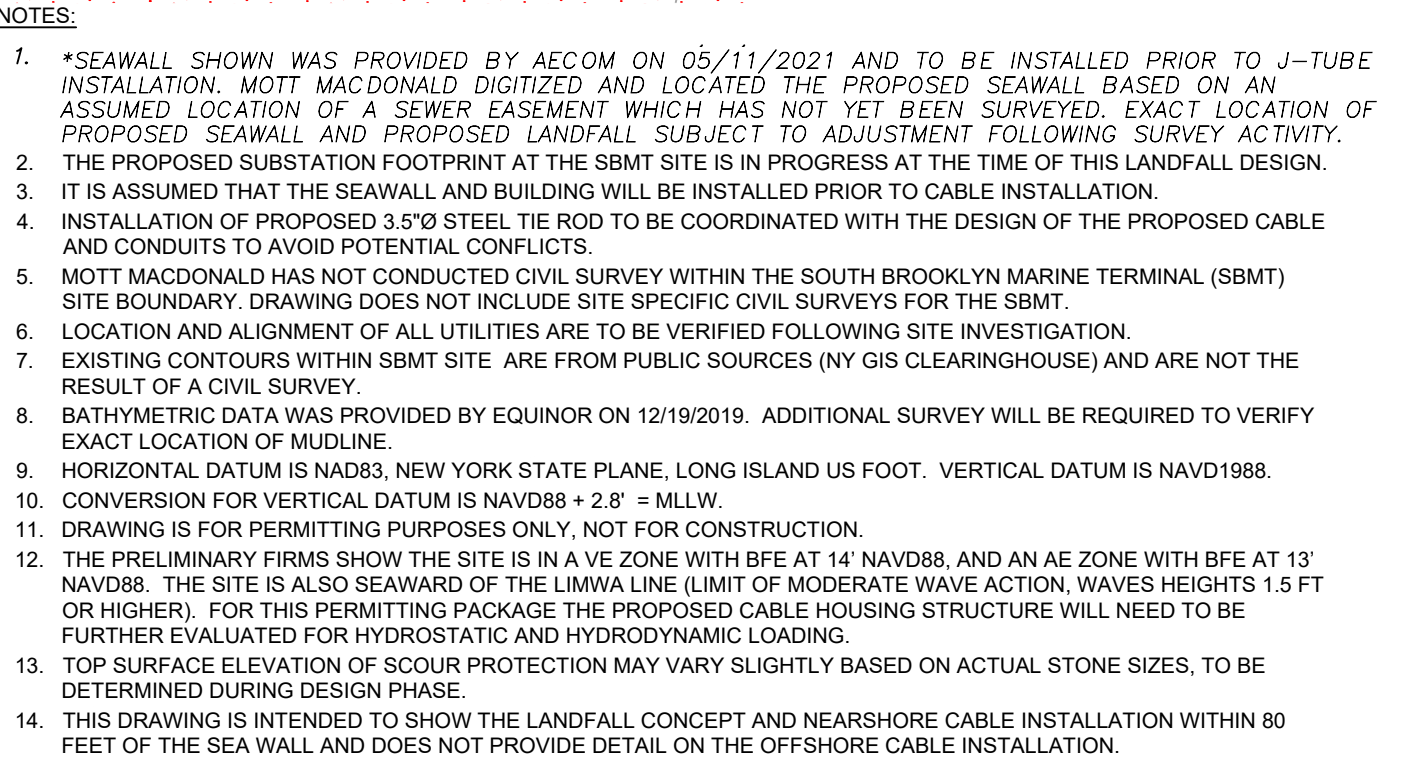 NOTES:
1. *SEAWALL SHOWN WAS PROVIDED BY AECOM ON 05/11/2021 AND TO BE INSTALLED PRIOR TO J-TUBE
INSTALLATION. MOTT MACDONALD DIGITIZED AND LOCATED THE PROPOSED SEAWALL BASED ON AN
ASSUMED LOCATION OF A SEWER EASEMENT WHICH HAS NOT YET BEEN SURVEYED. EXACT LOCATION OF
PROPOSED SEAWALL AND PROPOSED LANDFALL SUBJECT TO ADJUSTMENT FOLLOWING SURVEY ACTIVITY.
2. THE PROPOSED SUBSTATION FOOTPRINT AT THE SBMT SITE IS IN PROGRESS AT THE TIME OF THIS LANDFALL DESIGN.
3. IT IS ASSUMED THAT THE SEAWALL AND BUILDING WILL BE INSTALLED PRIOR TO CABLE INSTALLATION.
4. INSTALLATION OF PROPOSED 3.5"Ø STEEL TIE ROD TO BE COORDINATED WITH THE DESIGN OF THE PROPOSED CABLE
AND CONDUITS TO AVOID POTENTIAL CONFLICTS.
5. MOTT MACDONALD HAS NOT CONDUCTED CIVIL SURVEY WITHIN THE SOUTH BROOKLYN MARINE TERMINAL (SBMT)
SITE BOUNDARY. DRAWING DOES NOT INCLUDE SITE SPECIFIC CIVIL SURVEYS FOR THE SBMT.
6. LOCATION AND ALIGNMENT OF ALL UTILITIES ARE TO BE VERIFIED FOLLOWING SITE INVESTIGATION.
7. EXISTING CONTOURS WITHIN SBMT SITE ARE FROM PUBLIC SOURCES (NY GIS CLEARINGHOUSE) AND ARE NOT THE
RESULT OF A CIVIL SURVEY.
8. BATHYMETRIC DATA WAS PROVIDED BY EQUINOR ON 12/19/2019. ADDITIONAL SURVEY WILL BE REQUIRED TO VERIFY
EXACT LOCATION OF MUDLINE.
9. HORIZONTAL DATUM IS NAD83, NEW YORK STATE PLANE, LONG ISLAND US FOOT. VERTICAL DATUM IS NAVD1988.
10. CONVERSION FOR VERTICAL DATUM IS NAVD88 + 2.8' = MLLW.
11. DRAWING IS FOR PERMITTING PURPOSES ONLY, NOT FOR CONSTRUCTION.
12. THE PRELIMINARY FIRMS SHOW THE SITE IS IN A VE ZONE WITH BFE AT 14’ NAVD88, AND AN AE ZONE WITH BFE AT 13’
NAVD88. THE SITE IS ALSO SEAWARD OF THE LIMWA LINE (LIMIT OF MODERATE WAVE ACTION, WAVES HEIGHTS 1.5 FT
OR HIGHER). FOR THIS PERMITTING PACKAGE THE PROPOSED CABLE HOUSING STRUCTURE WILL NEED TO BE
FURTHER EVALUATED FOR HYDROSTATIC AND HYDRODYNAMIC LOADING.
13. TOP SURFACE ELEVATION OF SCOUR PROTECTION MAY VARY SLIGHTLY BASED ON ACTUAL STONE SIZES, TO BE
DETERMINED DURING DESIGN PHASE.
14. THIS DRAWING IS INTENDED TO SHOW THE LANDFALL CONCEPT AND NEARSHORE CABLE INSTALLATION WITHIN 80
FEET OF THE SEA WALL AND DOES NOT PROVIDE DETAIL ON THE OFFSHORE CABLE INSTALLATION.